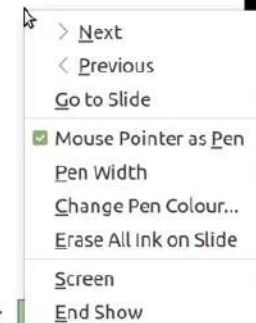 Next
Previous
Go to Slide
Mouse Pointer as Pen
Pen Width
Change Pen Colour...
Erase All Ink on Slide
Screen
End Show